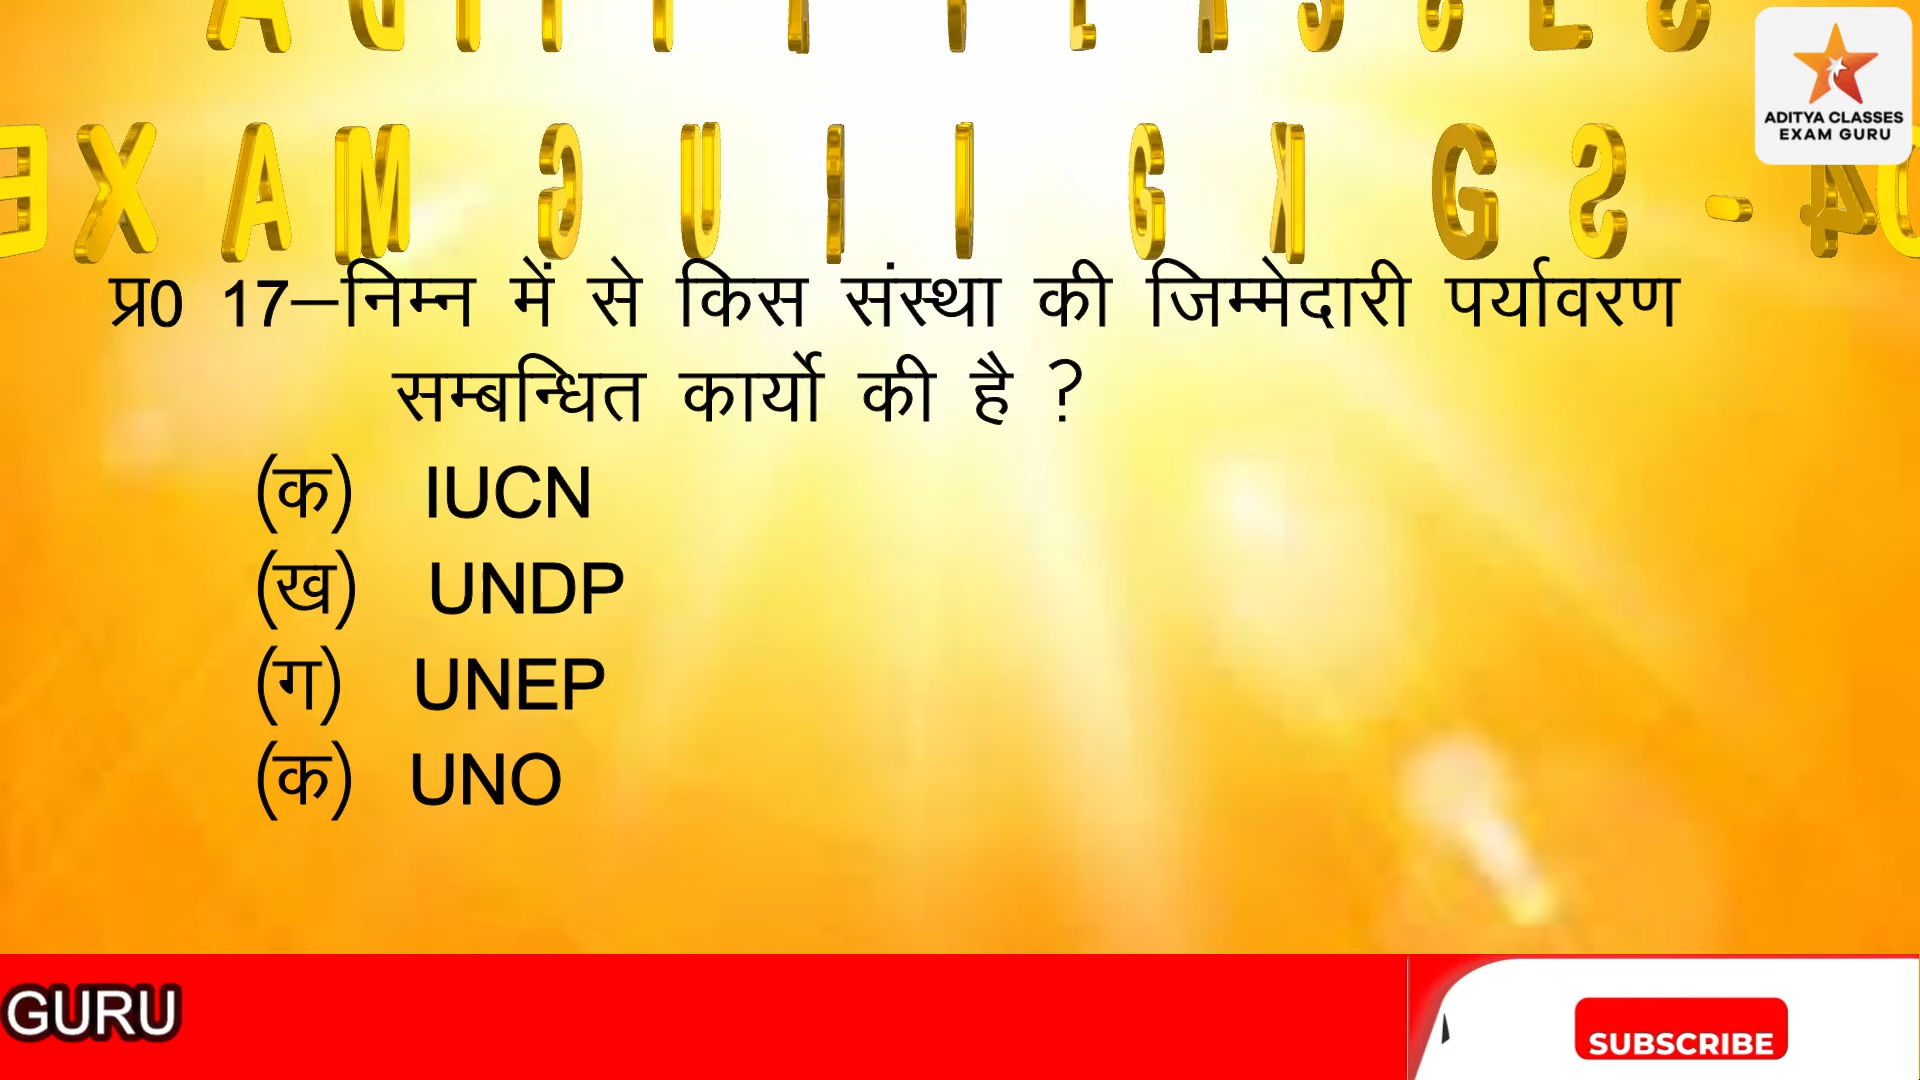 ADITYA CLASSES
EXAM GURU
प्र0 17–निम्न में से किस संस्था की जिम्मेदारी पर्यावरण
सम्बन्धित कार्यो की है ?
(क) IUCN
(ख) UNDP
(ग) UNEP
(क) UNO
GURU
SUBSCRIBE